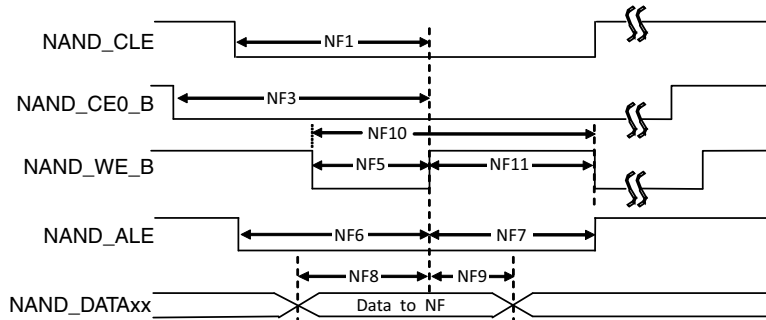 NAND_CLE
NF1
NAND_CE0_B
NF3
NF10
NAND_WE_B
NF5
NF11
NAND_ALE
NF6
NF7
NF8
NF9
NAND_DATAxx
Data to NF